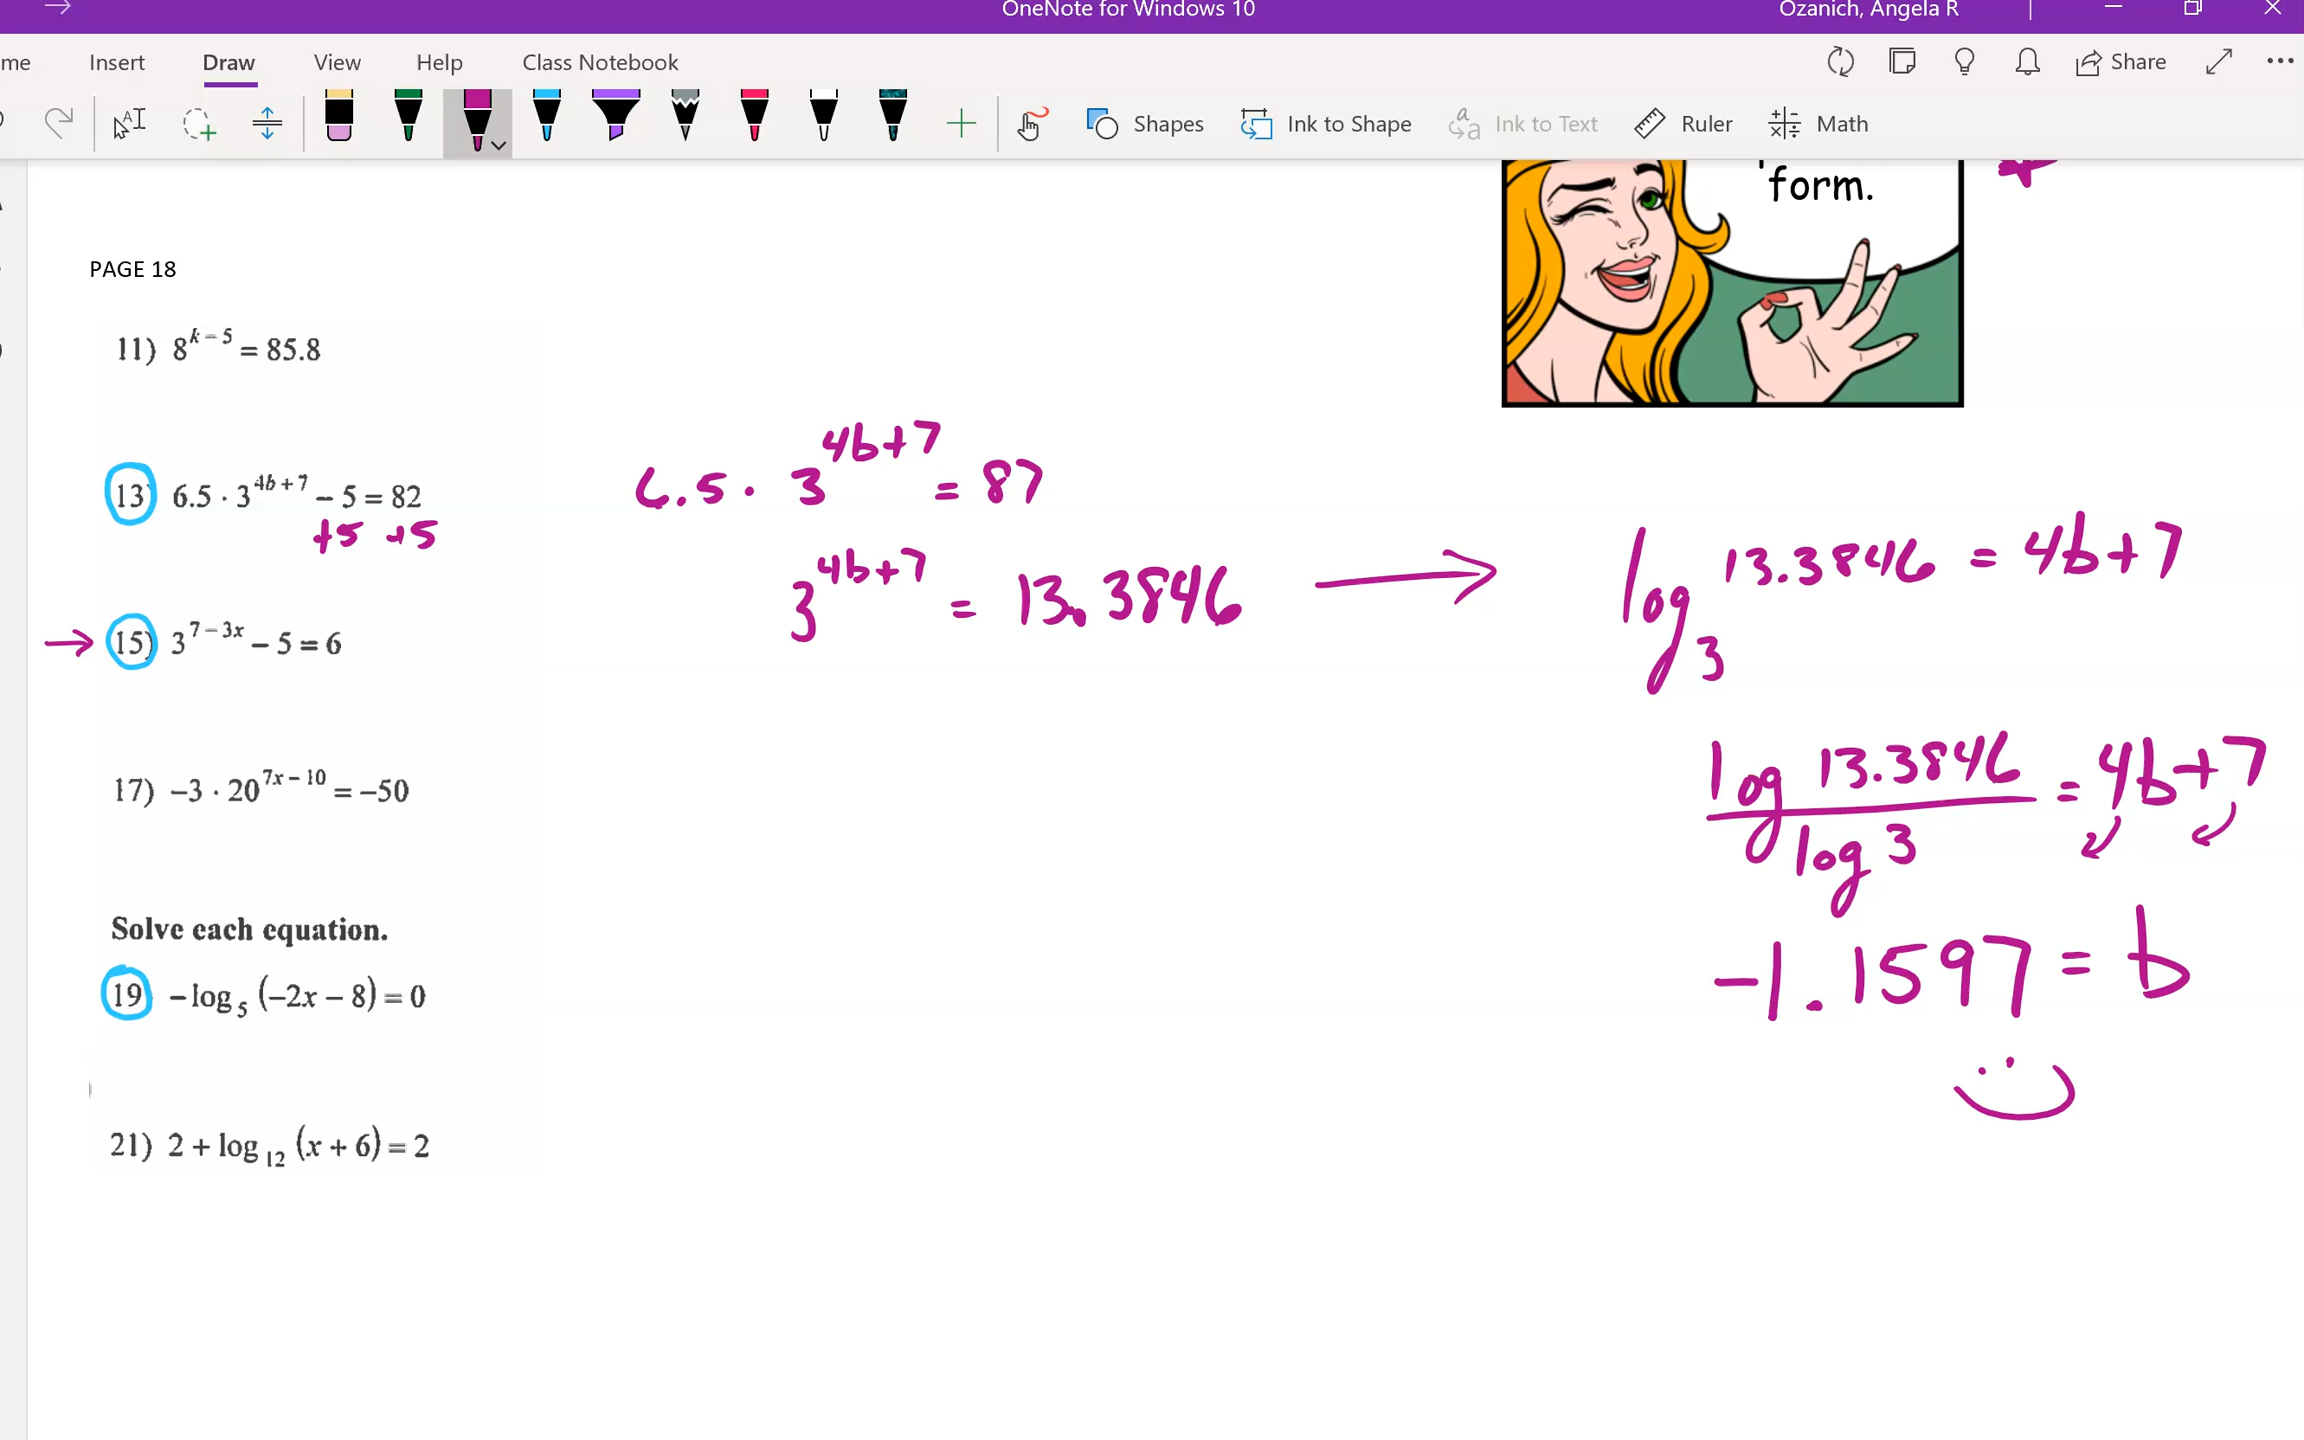 OneNote for Windows 10
Ozanich, Angela R
me Insert Draw View Help Class Notebook Share
Shapes Ink to Shape Ink to Text Ruler Math
form.
PAGE 18
11) 8^{k – 5} = 85.8
13) 6.5 · 3^{4b + 7} – 5 = 82
+5 +5
6.5 · 3^{4b+7} = 87
3^{4b+7} = 13.3846
log_3 13.3846 = 4b+7
15) 3^{7 – 3x} – 5 = 6
log 13.3846 = 4b+7
log 3
-1.1597 = b
17) –3 · 20^{7x – 10} = –50
Solve each equation.
19) –log_5 (–2x – 8) = 0
21) 2 + log_12 (x + 6) = 2